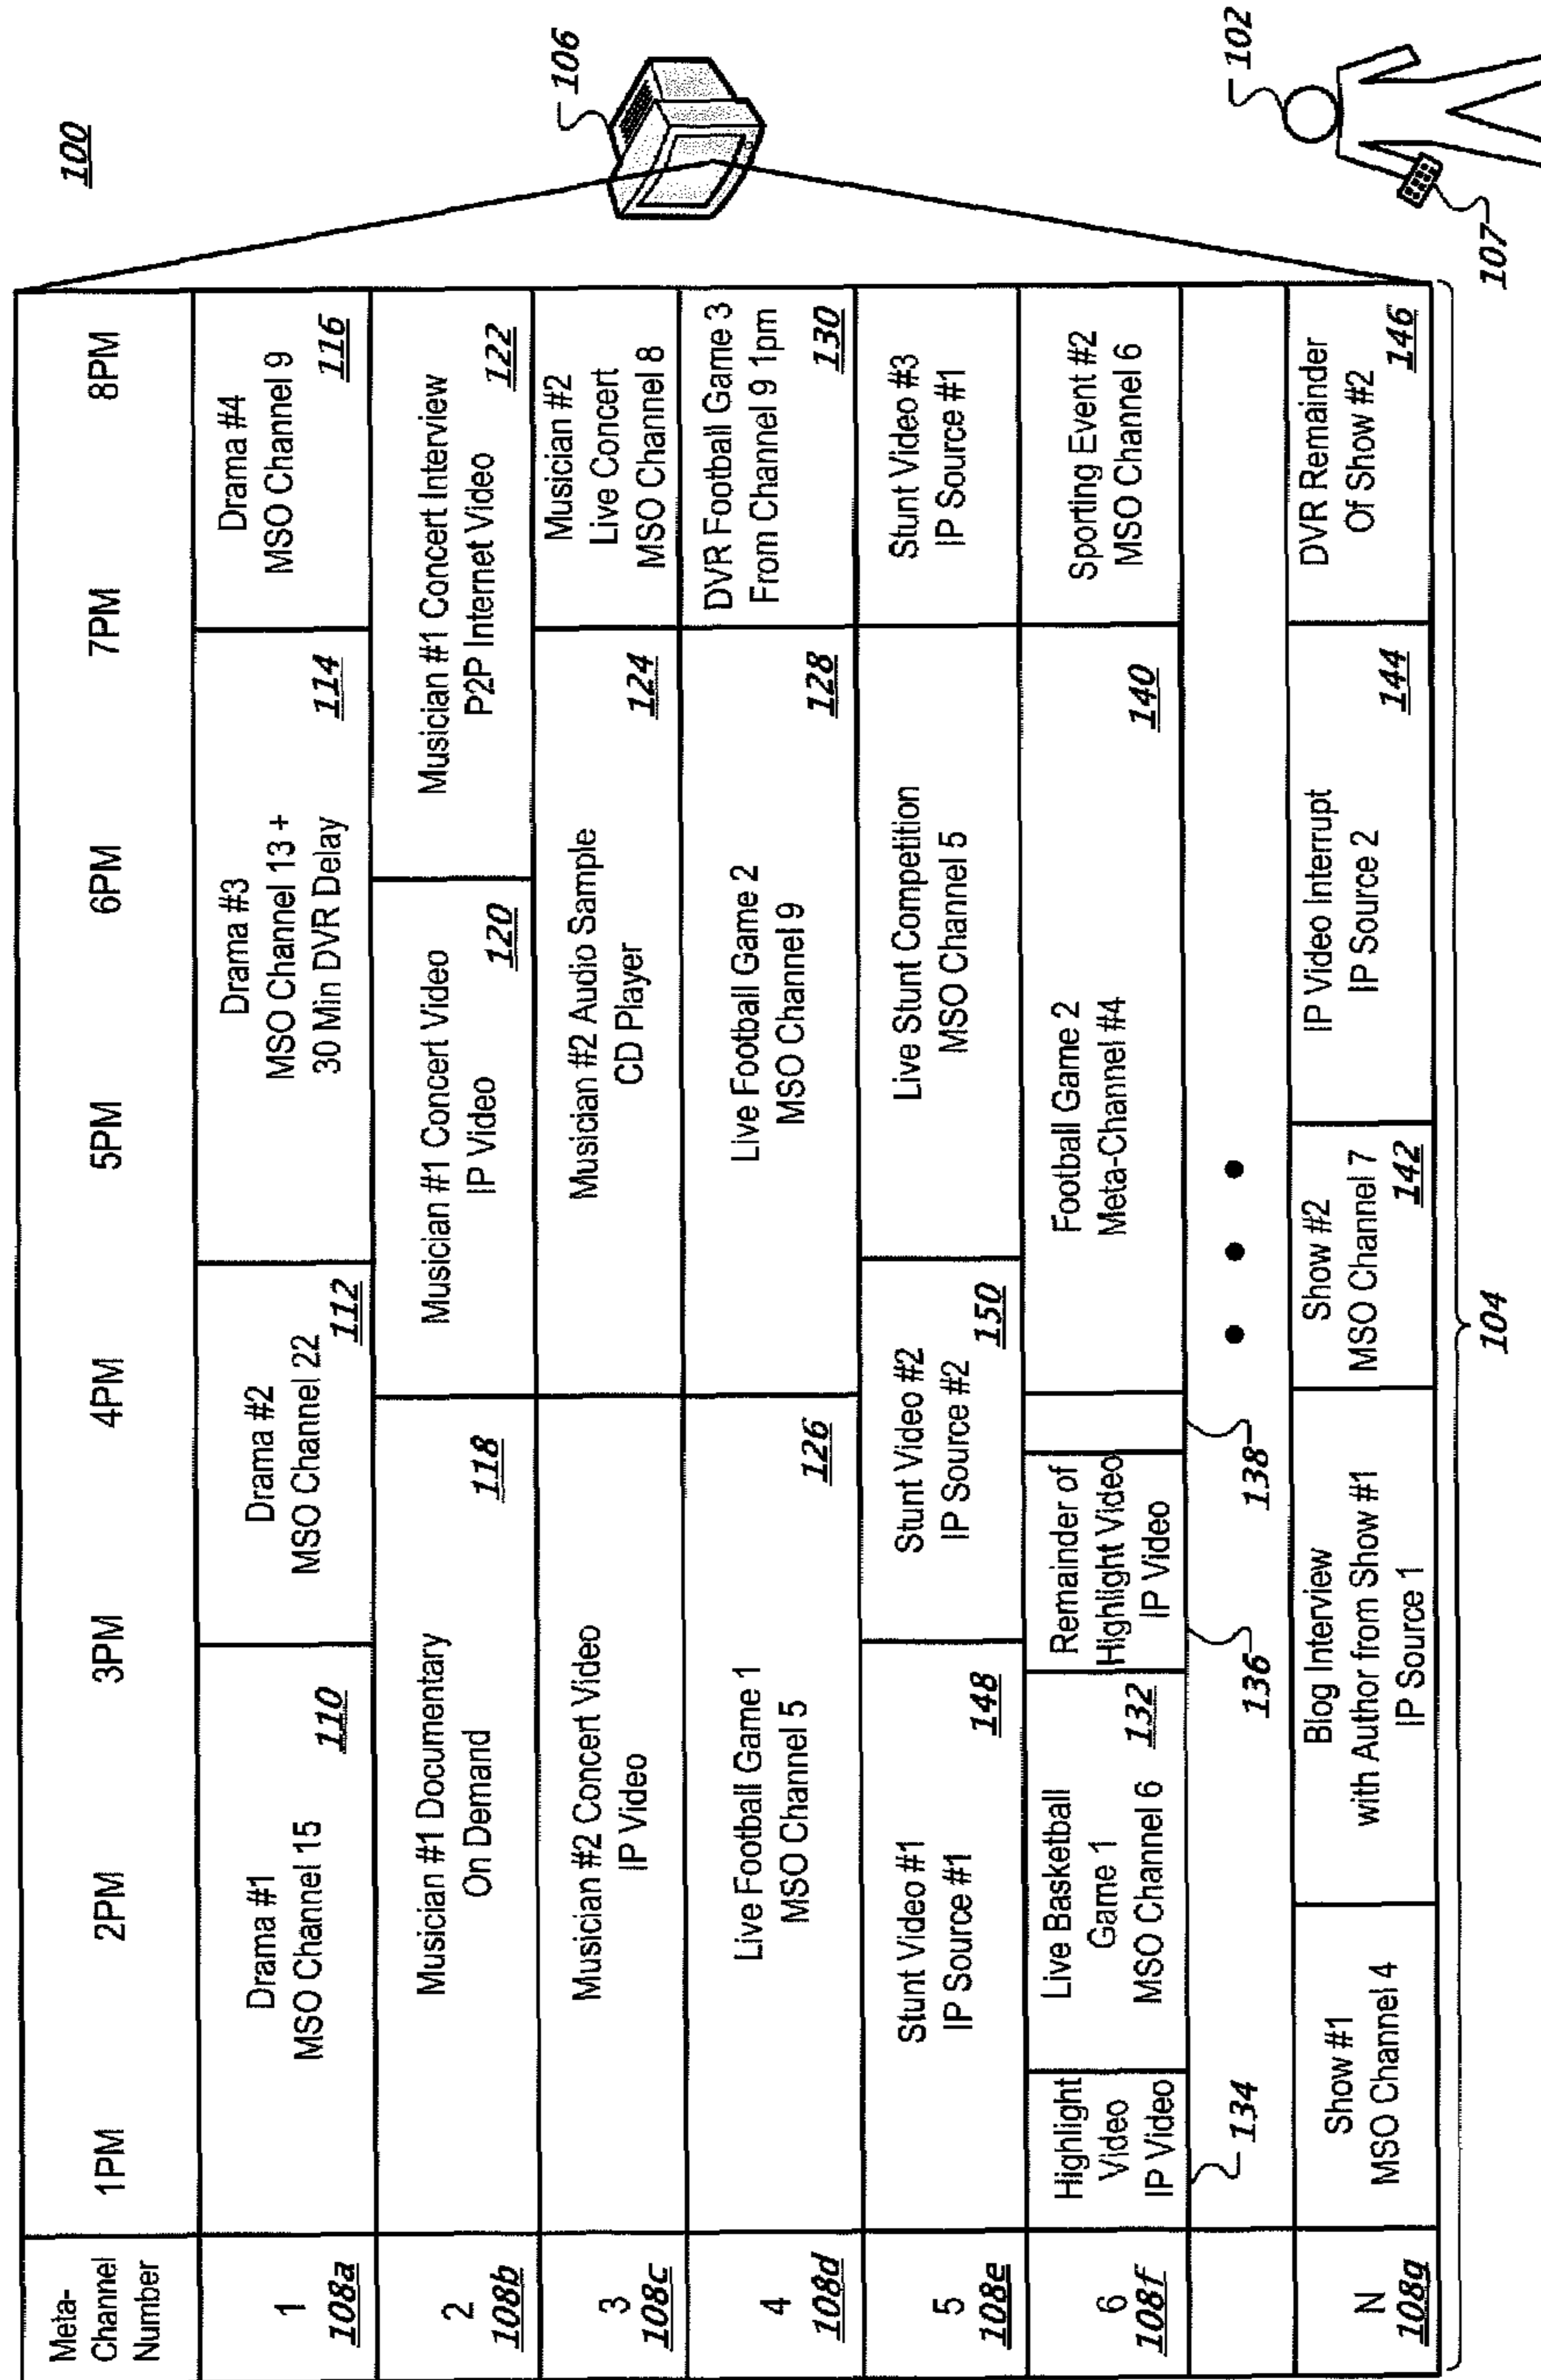 100
Meta-
Channel
Number
1PM
2PM
3PM
4PM
5PM
6PM
7PM
8PM
1
108a
Drama #1
MSO Channel 15
110
Drama #2
MSO Channel 22
112
Drama #3
MSO Channel 13 +
30 Min DVR Delay
114
Drama #4
MSO Channel 9
116
2
108b
Musician #1 Documentary
On Demand
118
Musician #1 Concert Video
IP Video
120
Musician #1 Concert Interview
P2P Internet Video
122
3
108c
Musician #2 Concert Video
IP Video
Musician #2 Audio Sample
CD Player
124
Musician #2
Live Concert
MSO Channel 8
4
108d
Live Football Game 1
MSO Channel 5
126
Live Football Game 2
MSO Channel 9
128
DVR Football Game 3
From Channel 9 1pm
130
5
108e
Stunt Video #1
IP Source #1
148
Stunt Video #2
IP Source #2
150
Live Stunt Competition
MSO Channel 5
Stunt Video #3
IP Source #1
6
108f
Highlight
Video
IP Video
134
Live Basketball
Game 1
MSO Channel 6
132
Remainder of
Highlight Video
IP Video
136
138
Football Game 2
Meta-Channel #4
140
Sporting Event #2
MSO Channel 6
• • •
N
108g
Show #1
MSO Channel 4
Blog Interview
with Author from Show #1
IP Source 1
Show #2
MSO Channel 7
142
IP Video Interrupt
IP Source 2
144
DVR Remainder
Of Show #2
146
104
106
102
107